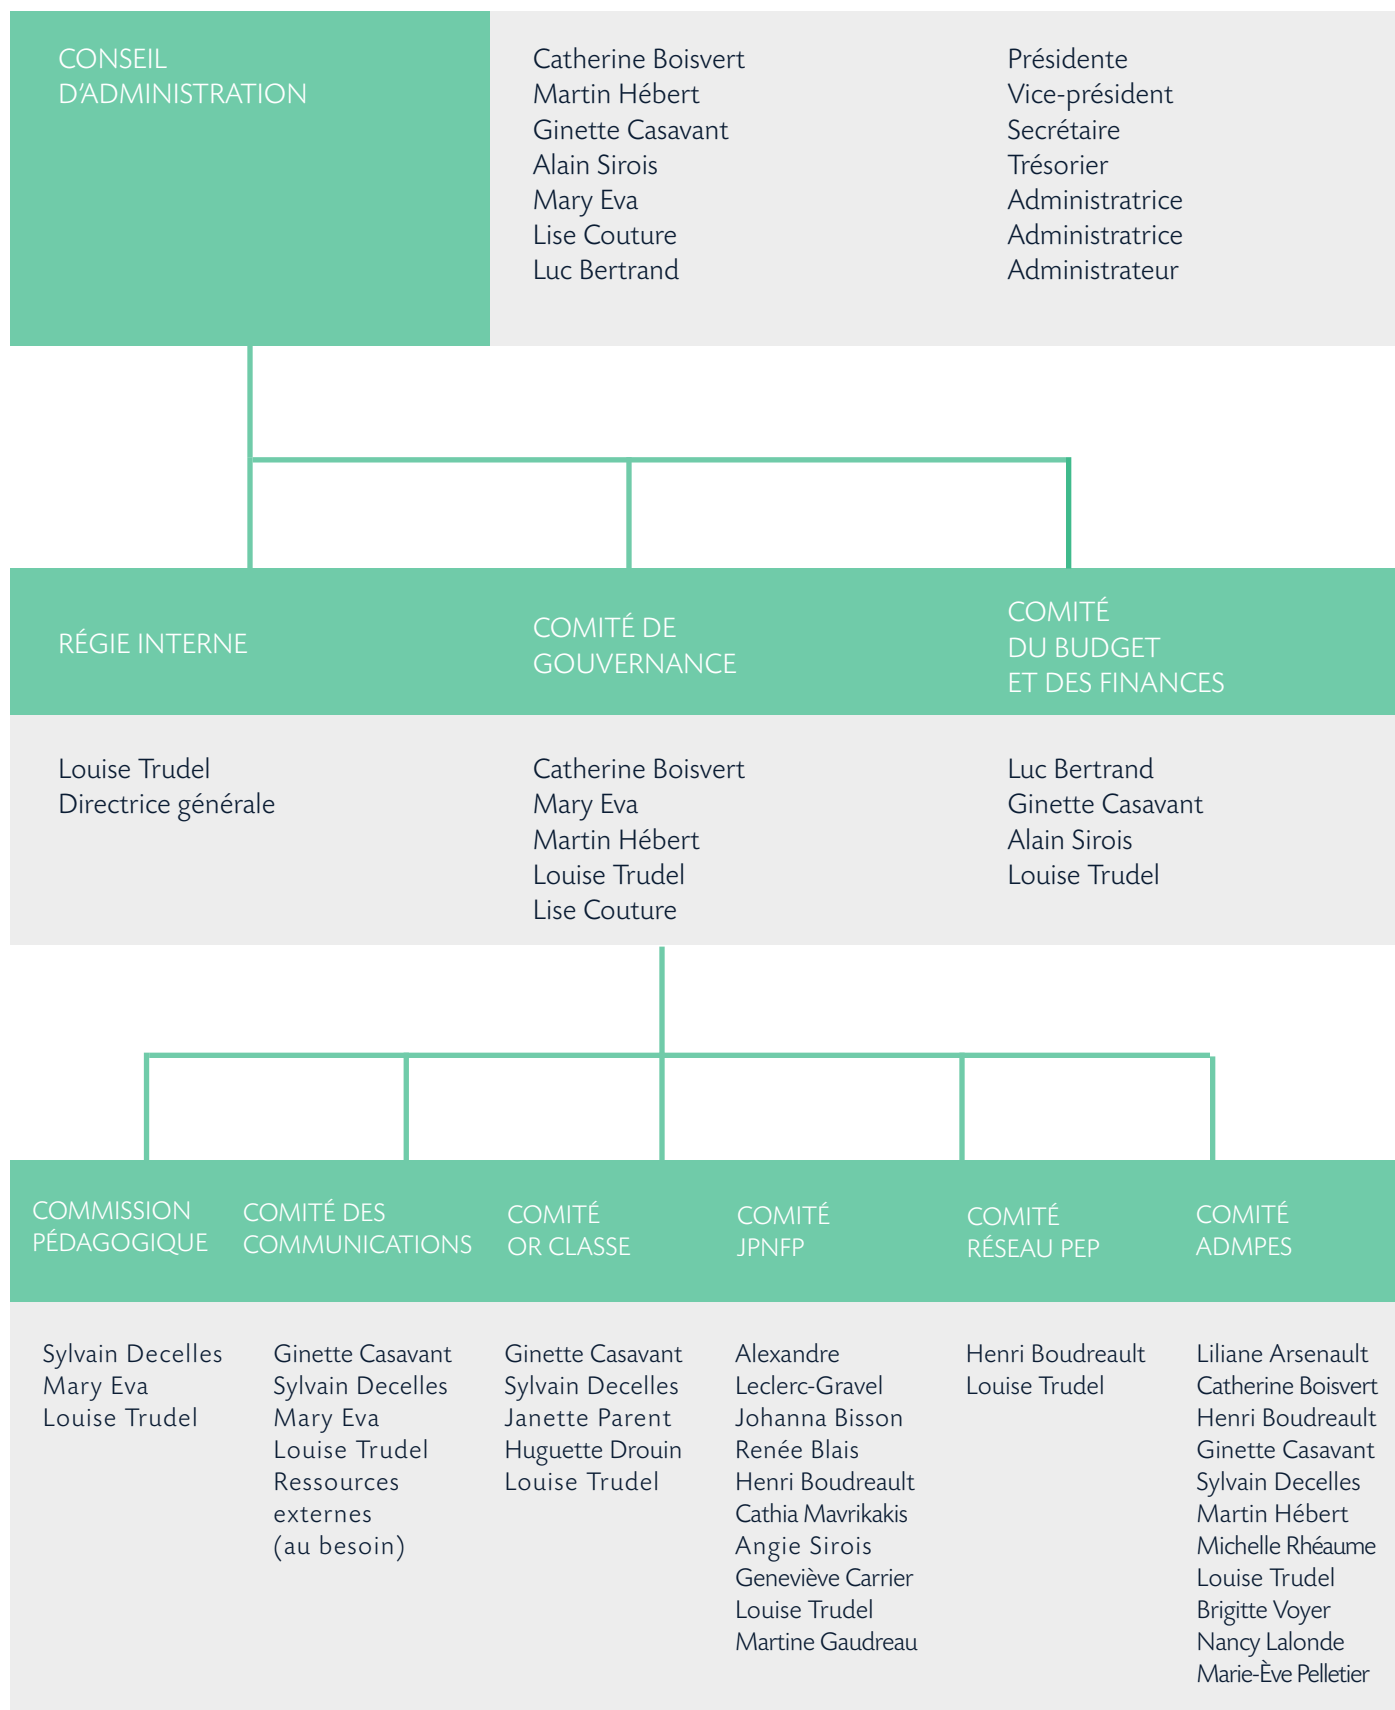 CONSEIL
D'ADMINISTRATION
Catherine Boisvert
Martin Hébert
Ginette Casavant
Alain Sirois
Mary Eva
Lise Couture
Luc Bertrand
Présidente
Vice-président
Secrétaire
Trésorier
Administratrice
Administratrice
Administrateur
RÉGIE INTERNE
Louise Trudel
Directrice générale
COMITÉ DE
GOUVERNANCE
Catherine Boisvert
Mary Eva
Martin Hébert
Louise Trudel
Lise Couture
COMITÉ
DU BUDGET
ET DES FINANCES
Luc Bertrand
Ginette Casavant
Alain Sirois
Louise Trudel
COMMISSION
PÉDAGOGIQUE
Sylvain Decelles
Mary Eva
Louise Trudel
COMITÉ DES
COMMUNICATIONS
Ginette Casavant
Sylvain Decelles
Mary Eva
Louise Trudel
Ressources
externes
(au besoin)
COMITÉ
OR CLASSE
Ginette Casavant
Sylvain Decelles
Janette Parent
Huguette Drouin
Louise Trudel
COMITÉ
JPNFP
Alexandre
Leclerc-Gravel
Johanna Bisson
Renée Blais
Henri Boudreault
Cathia Mavrikakis
Angie Sirois
Geneviève Carrier
Louise Trudel
Martine Gaudreau
COMITÉ
RÉSEAU PEP
Henri Boudreault
Louise Trudel
COMITÉ
ADMPES
Liliane Arsenault
Catherine Boisvert
Henri Boudreault
Ginette Casavant
Sylvain Decelles
Martin Hébert
Michelle Rhéaume
Louise Trudel
Brigitte Voyer
Nancy Lalonde
Marie-Ève Pelletier